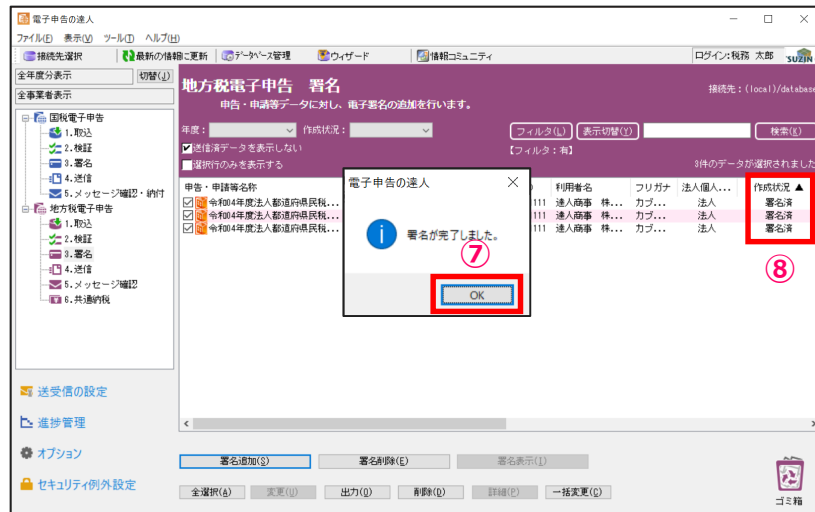 電子申告の達人
ファイル(F) 表示(V) ツール(T) ヘルプ(H)
接続先選択 最新の情報に更新 データベース管理 ウィザード 情報コミュニティ ログイン:税務 太郎
全年度分表示 切替(J)
全事業者表示
国税電子申告
1.取込
2.検証
3.署名
4.送信
5.メッセージ確認・納付
地方税電子申告
1.取込
2.検証
3.署名
4.送信
5.メッセージ確認
6.共通納税
送受信の設定
進捗管理
オプション
セキュリティ例外設定
地方税電子申告 署名
接続先:(local)/database
申告・申請等データに対し、電子署名の追加を行います。
年度: 作成状況: フィルタ(L) 表示切替(Y) 検索(K)
送信済データを表示しない 【フィルタ:有】
選択行のみを表示する 3件のデータが選択されました
申告・申請等名称 利用者名 フリガナ 法人個人... 作成状況 ▲
令和04年度法人都道府県民税... 111 達人商事 株... カブ... 法人 署名済
令和04年度法人都道府県民税... 111 達人商事 株... カブ... 法人 署名済
令和04年度法人都道府県民税... 111 達人商事 株... カブ... 法人 署名済
電子申告の達人
署名が完了しました。
⑦
OK
⑧
署名追加(S) 署名削除(E) 署名表示(I)
全選択(A) 変更(U) 出力(O) 削除(D) 詳細(P) 一括変更(C)
ゴミ箱